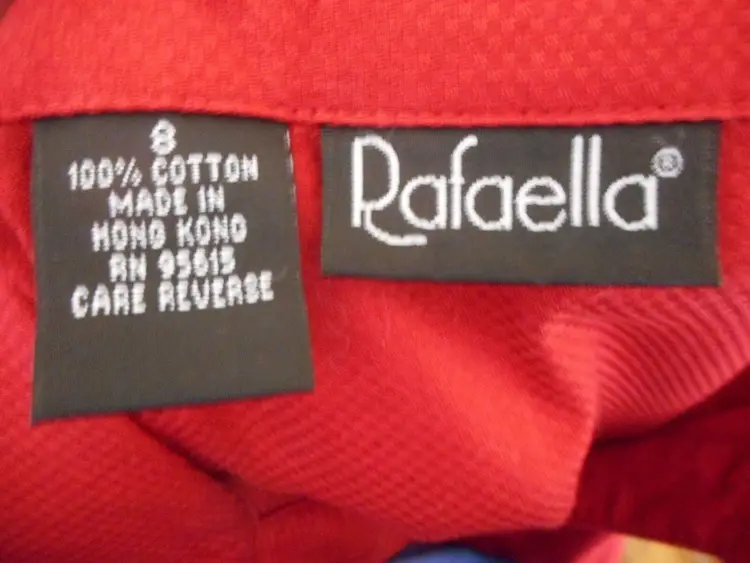 8
100% COTTON
MADE IN
HONG KONG
RN 95615
CARE REVERSE
Rafaella®